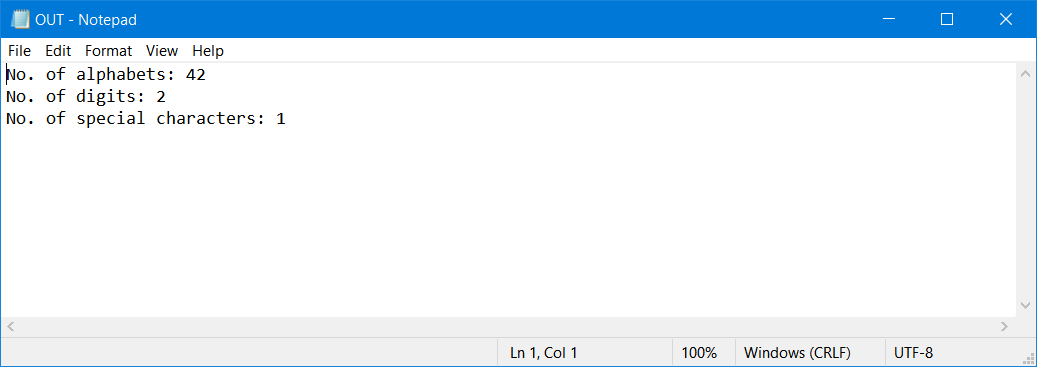 OUT - Notepad
File Edit Format View Help
No. of alphabets: 42
No. of digits: 2
No. of special characters: 1
Ln 1, Col 1 100% Windows (CRLF) UTF-8